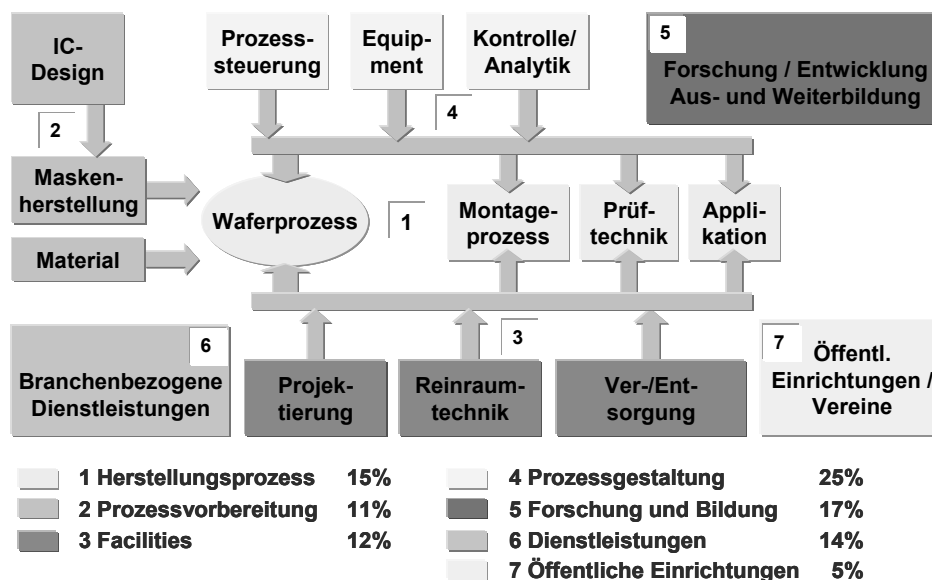 IC-
Design
Prozess-
steuerung
Equip-
ment
Kontrolle/
Analytik
5
Forschung / Entwicklung
Aus- und Weiterbildung
2
4
Masken-
herstellung
Waferprozess
1
Montage-
prozess
Prüf-
technik
Appli-
kation
Material
6
Branchenbezogene
Dienstleistungen
3
Projek-
tierung
Reinraum-
technik
Ver-/Ent-
sorgung
7
Öffentl.
Einrichtungen /
Vereine
1 Herstellungsprozess 15%
2 Prozessvorbereitung 11%
3 Facilities 12%
4 Prozessgestaltung 25%
5 Forschung und Bildung 17%
6 Dienstleistungen 14%
7 Öffentliche Einrichtungen 5%